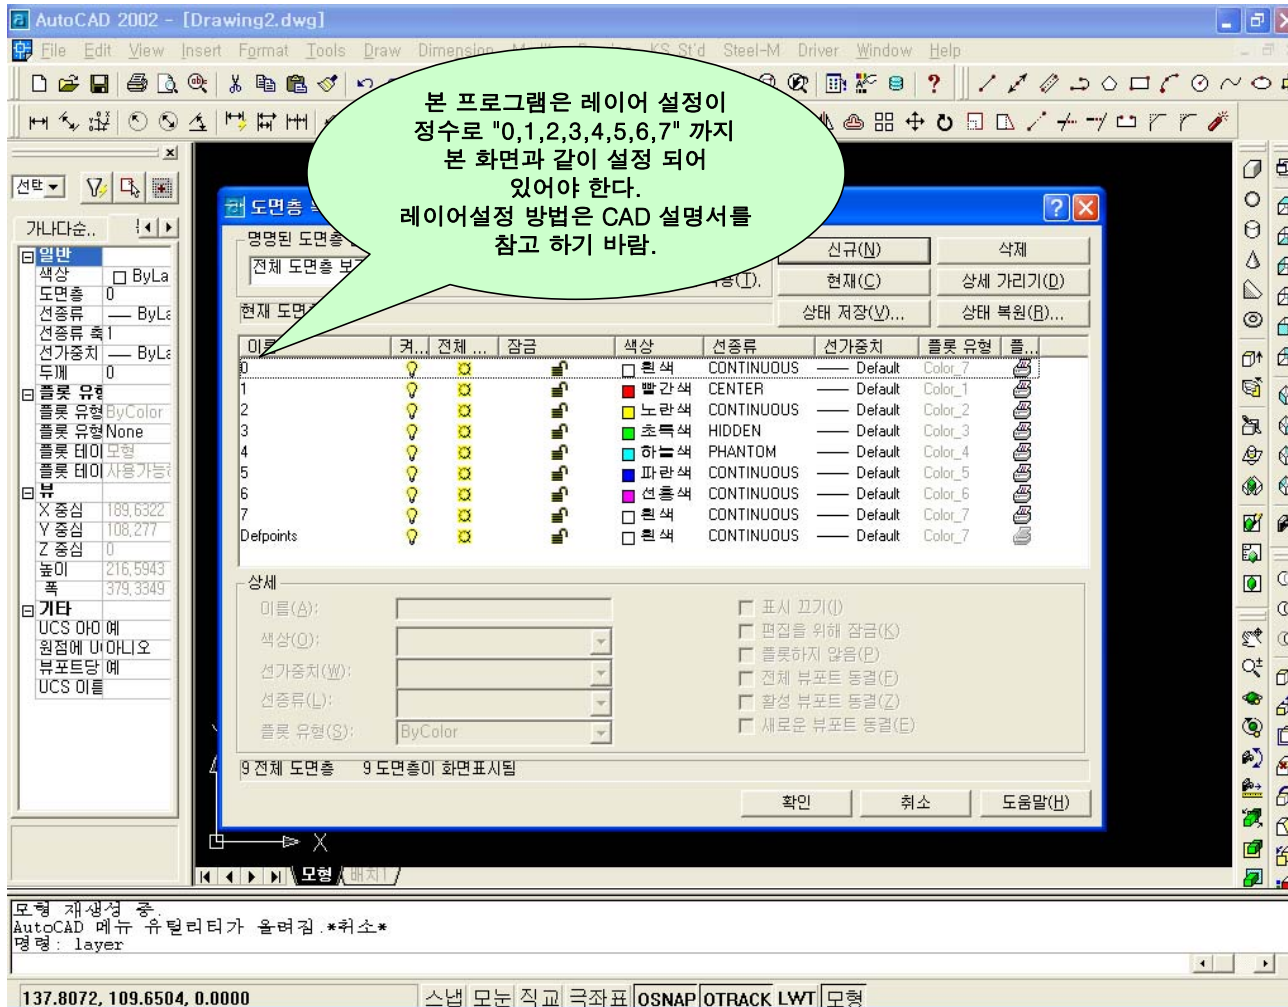 AutoCAD 2002 - [Drawing2.dwg]
File Edit View Insert Format Tools Draw Dimension KS St'd Steel-M Driver Window Help
본 프로그램은 레이어 설정이
정수로 "0,1,2,3,4,5,6,7" 까지
본 화면과 같이 설정 되어
있어야 한다.
레이어설정 방법은 CAD 설명서를
참고 하기 바람.
선택
가나다순..
일반
색상 ByLa
도면층 0
선종류 ByLa
선종류 축 1
선가중치 ByLa
두께 0
플롯 유형
플롯 유형 ByColor
플롯 유형 None
플롯 테이 모형
플롯 테이 사용가능
뷰
X 중심 189,6322
Y 중심 108,277
Z 중심 0
높이 216,5943
폭 379,3349
기타
UCS 아이 예
원점에 U 아니오
뷰포트당 예
UCS 이름
도면층
명명된 도면층
전체 도면층 보
신규(N) 삭제
현재(C) 상세 가리기(D)
현재 도면
상태 저장(V)... 상태 복원(R)...
이름 켜... 전체 ... 잠금 색상 선종류 선가중치 플롯 유형 플...
0 흰색 CONTINUOUS Default Color_7
1 빨간색 CENTER Default Color_1
2 노란색 CONTINUOUS Default Color_2
3 초록색 HIDDEN Default Color_3
4 하늘색 PHANTOM Default Color_4
5 파란색 CONTINUOUS Default Color_5
6 선홍색 CONTINUOUS Default Color_6
7 흰색 CONTINUOUS Default Color_7
Defpoints 흰색 CONTINUOUS Default Color_7
상세
이름(A):
색상(O):
선가중치(W):
선종류(L):
플롯 유형(S): ByColor
표시 끄기(I)
편집을 위해 잠금(K)
플롯하지 않음(P)
전체 뷰포트 동결(F)
활성 뷰포트 동결(Z)
새로운 뷰포트 동결(E)
9 전체 도면층 9 도면층이 화면표시됨
확인 취소 도움말(H)
X
모형 배치1
모형 재생성 중.
AutoCAD 메뉴 유틸리티가 올려짐.*취소*
명령: layer
137.8072, 109.6504, 0.0000 스냅 모눈 직교 극좌표 OSNAP OTRACK LWT 모형